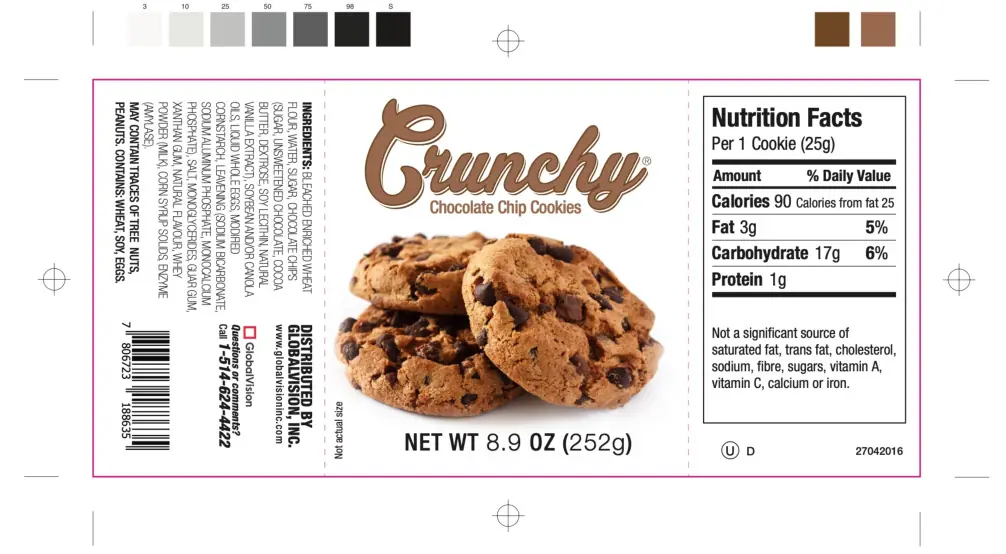 3 10 25 50 75 98 S
INGREDIENTS: BLEACHED ENRICHED WHEAT
FLOUR, WATER, SUGAR, CHOCOLATE CHIPS
(SUGAR, UNSWEETENED CHOCOLATE, COCOA
BUTTER, DEXTROSE, SOY LECITHIN, NATURAL
VANILLA EXTRACT), SOYBEAN AND/OR CANOLA
OILS, LIQUID WHOLE EGGS, MODIFIED
CORNSTARCH, LEAVENING (SODIUM BICARBONATE,
SODIUM ALUMINUM PHOSPHATE, MONOCALCIUM
PHOSPHATE), SALT, MONOGLYCERIDES, GUAR GUM,
XANTHAN GUM, NATURAL FLAVOUR, WHEY
POWDER (MILK), CORN SYRUP SOLIDS, ENZYME
(AMYLASE).
MAY CONTAIN TRACES OF TREE NUTS,
PEANUTS. CONTAINS: WHEAT, SOY, EGGS.
DISTRIBUTED BY
GLOBALVISION, INC.
www.globalvisioninc.com
GlobalVision
Questions or comments?
Call 1-514-624-4422
7 806723 188635
Crunchy®
Chocolate Chip Cookies
Not actual size
NET WT 8.9 OZ (252g)
Nutrition Facts
Per 1 Cookie (25g)
Amount % Daily Value
Calories 90 Calories from fat 25
Fat 3g 5%
Carbohydrate 17g 6%
Protein 1g
Not a significant source of
saturated fat, trans fat, cholesterol,
sodium, fibre, sugars, vitamin A,
vitamin C, calcium or iron.
U D 27042016